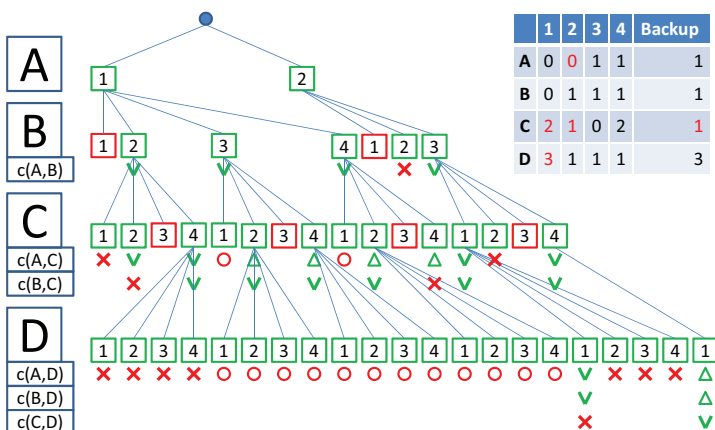 1 2 3 4 Backup
A 0 0 1 1 1
B 0 1 1 1 1
C 2 1 0 2 1
D 3 1 1 1 3
A
1 2
B
1 2 3 4 1 2 3
c(A,B)
C
1 2 3 4 1 2 3 4 1 2 3 4 1 2 3 4
c(A,C)
c(B,C)
D
1 2 3 4 1 2 3 4 1 2 3 4 1 2 3 4 1 2 3 4 1
c(A,D)
c(B,D)
c(C,D)